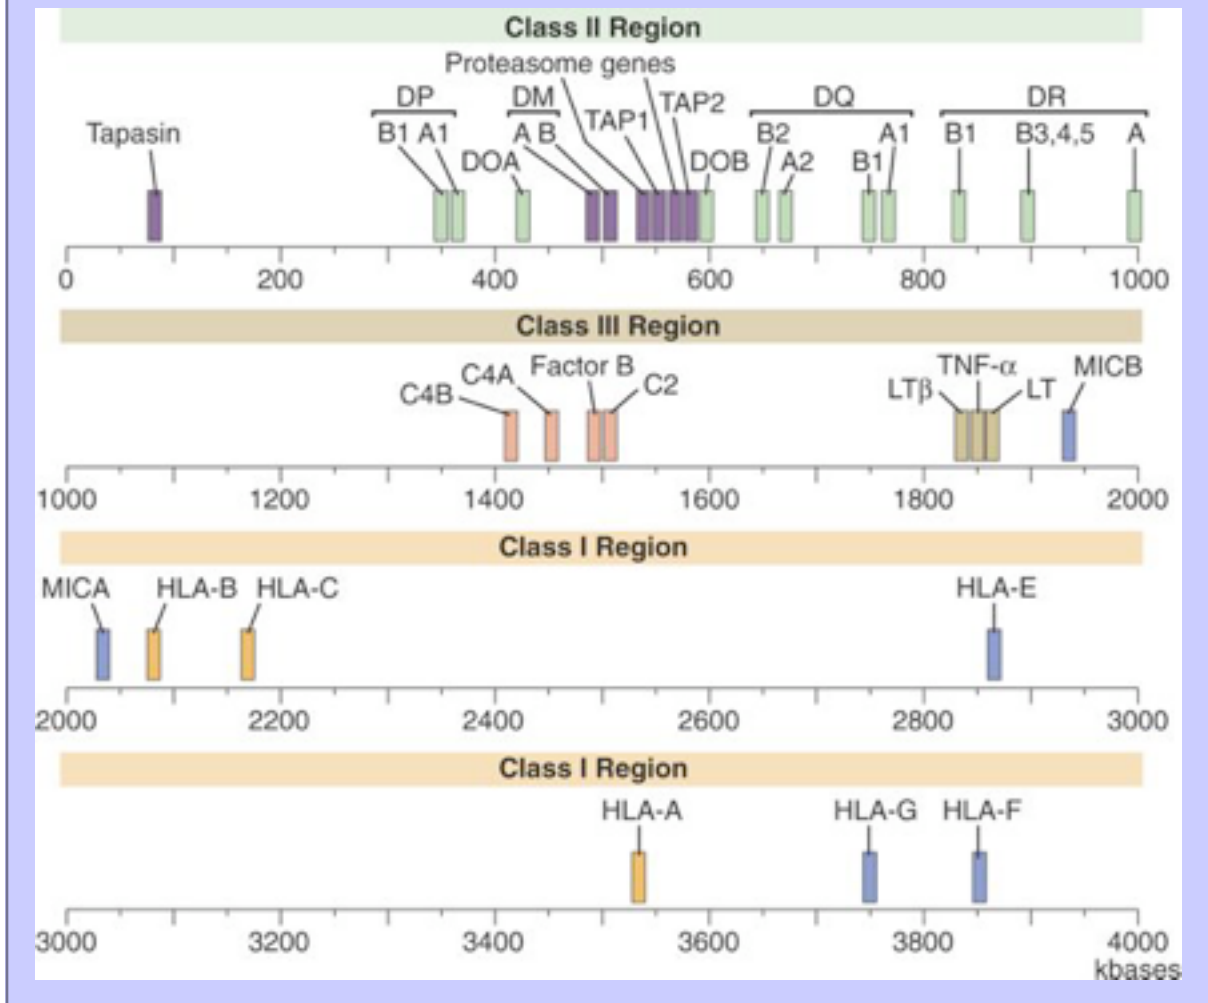 Class II Region
Proteasome genes
DP DM TAP1 TAP2 DQ DR
Tapasin B1 A1 A B B2 A1 B1 B3,4,5 A
DOA DOB A2 B1
0 200 400 600 800 1000
Class III Region
C4B C4A Factor B C2 LTβ TNF-α LT MICB
1000 1200 1400 1600 1800 2000
Class I Region
MICA HLA-B HLA-C HLA-E
2000 2200 2400 2600 2800 3000
Class I Region
HLA-A HLA-G HLA-F
3000 3200 3400 3600 3800 4000
kbases